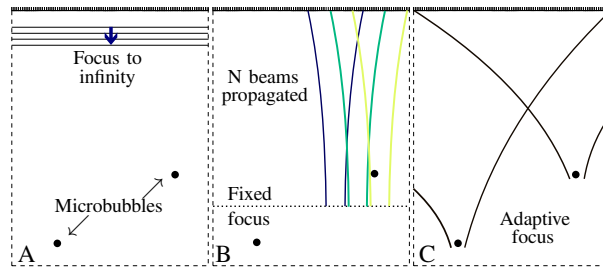 Focus to
infinity
Microbubbles
A
N beams
propagated
Fixed
focus
B
Adaptive
focus
C